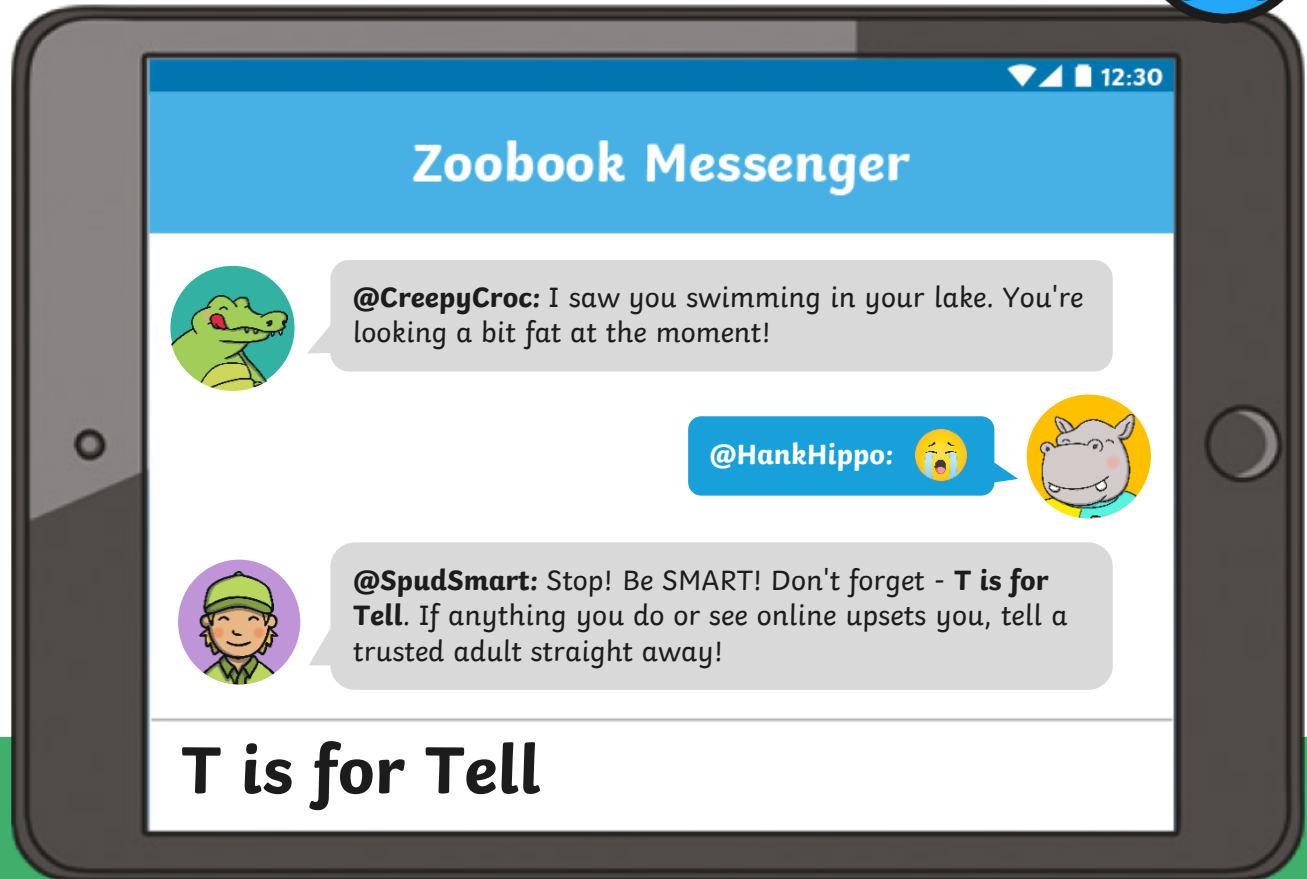 12:30
Zoobook Messenger
@CreepyCroc: I saw you swimming in your lake. You're
looking a bit fat at the moment!
@HankHippo: 😭
@SpudSmart: Stop! Be SMART! Don't forget - T is for
Tell. If anything you do or see online upsets you, tell a
trusted adult straight away!
T is for Tell